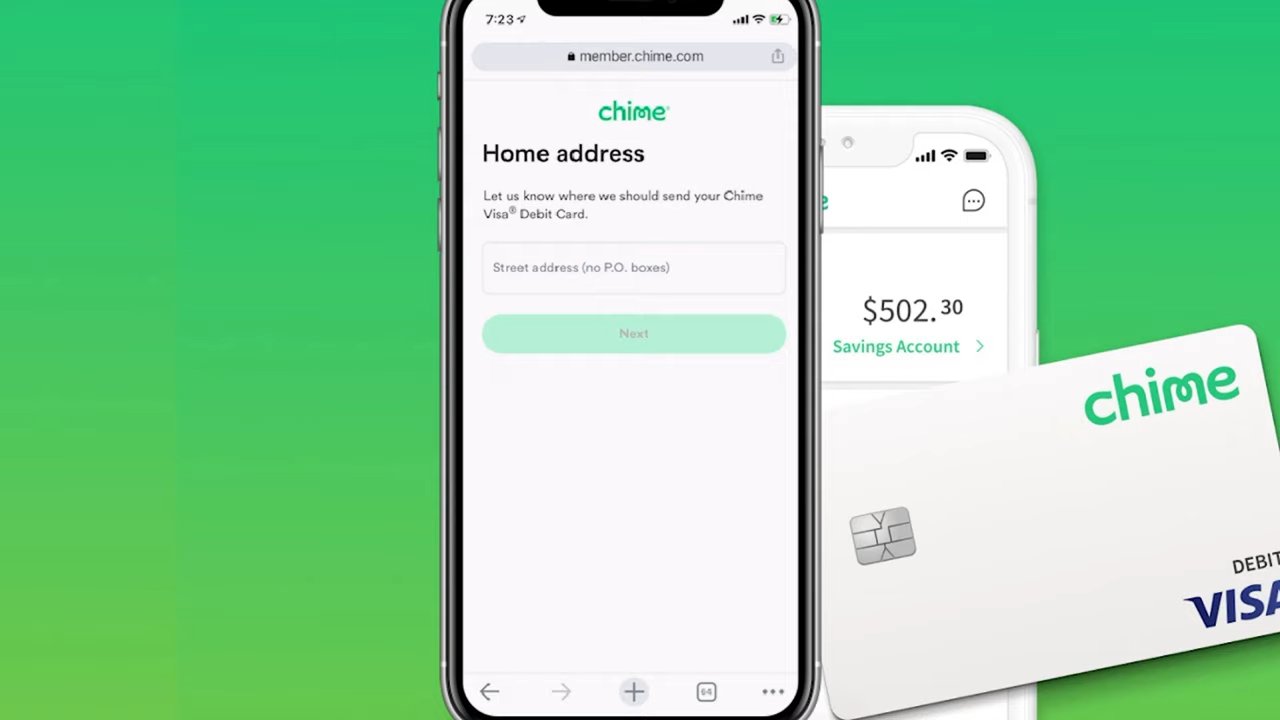 7:23
member.chime.com
chime
Home address
Let us know where we should send your Chime
Visa® Debit Card.
Street address (no P.O. boxes)
Next
64
e
$502.30
Savings Account
chime
DEBIT
VISA